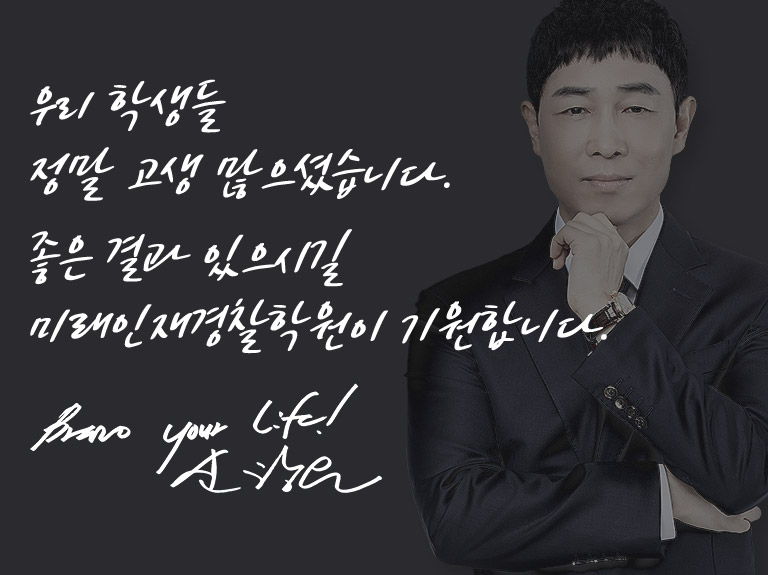 우리 학생들
정말 고생 많으셨습니다.
좋은 결과 있으시길
미래인재경찰학원이 기원합니다.
Bravo your Life!